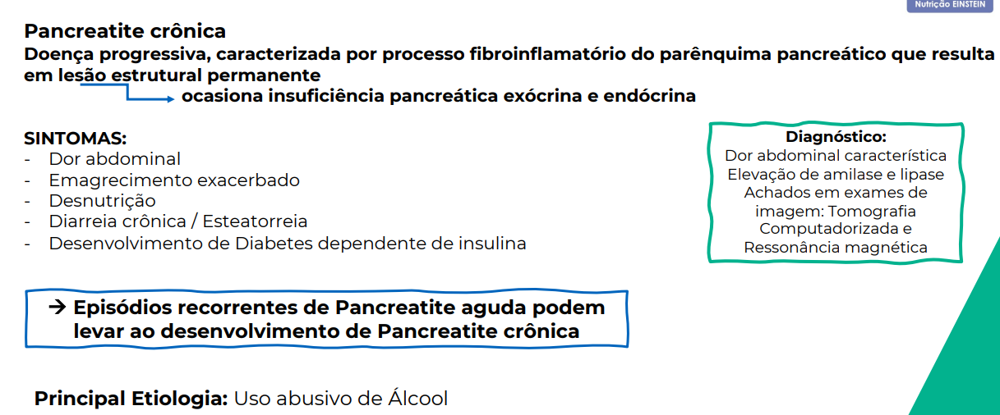 Nutrição EINSTEIN
Pancreatite crônica
Doença progressiva, caracterizada por processo fibroinflamatório do parênquima pancreático que resulta
em lesão estrutural permanente
ocasiona insuficiência pancreática exócrina e endócrina
SINTOMAS:
- Dor abdominal
- Emagrecimento exacerbado
- Desnutrição
- Diarreia crônica / Esteatorreia
- Desenvolvimento de Diabetes dependente de insulina
Diagnóstico:
Dor abdominal característica
Elevação de amilase e lipase
Achados em exames de
imagem: Tomografia
Computadorizada e
Ressonância magnética
→ Episódios recorrentes de Pancreatite aguda podem
levar ao desenvolvimento de Pancreatite crônica
Principal Etiologia: Uso abusivo de Álcool